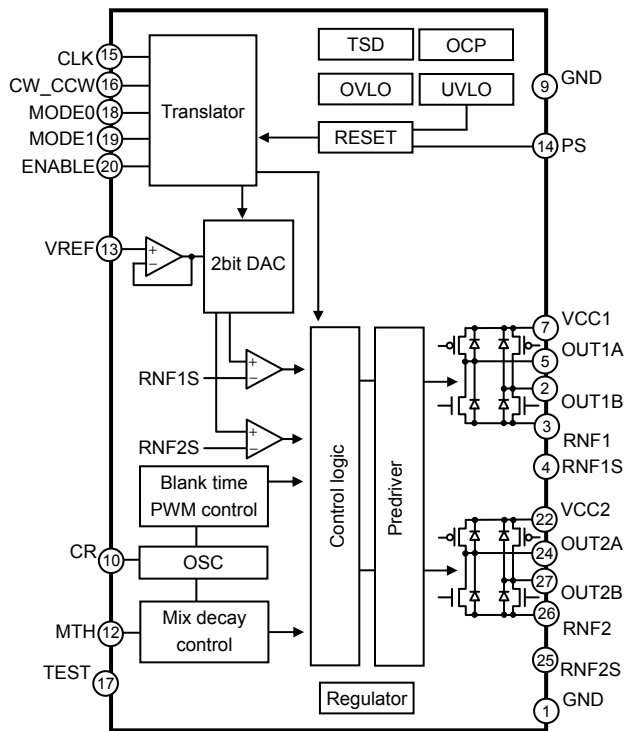 TSD
OCP
OVLO
UVLO
RESET
9 GND
14 PS
CLK 15
CW_CCW 16
MODE0 18
MODE1 19
ENABLE 20
Translator
VREF 13
+
−
2bit DAC
RNF1S
+
−
RNF2S
+
−
Blank time
PWM control
CR 10
OSC
MTH 12
Mix decay
control
TEST 17
Control logic
Predriver
Regulator
7 VCC1
5 OUT1A
2 OUT1B
3 RNF1
4 RNF1S
22 VCC2
24 OUT2A
27 OUT2B
26 RNF2
25 RNF2S
1 GND